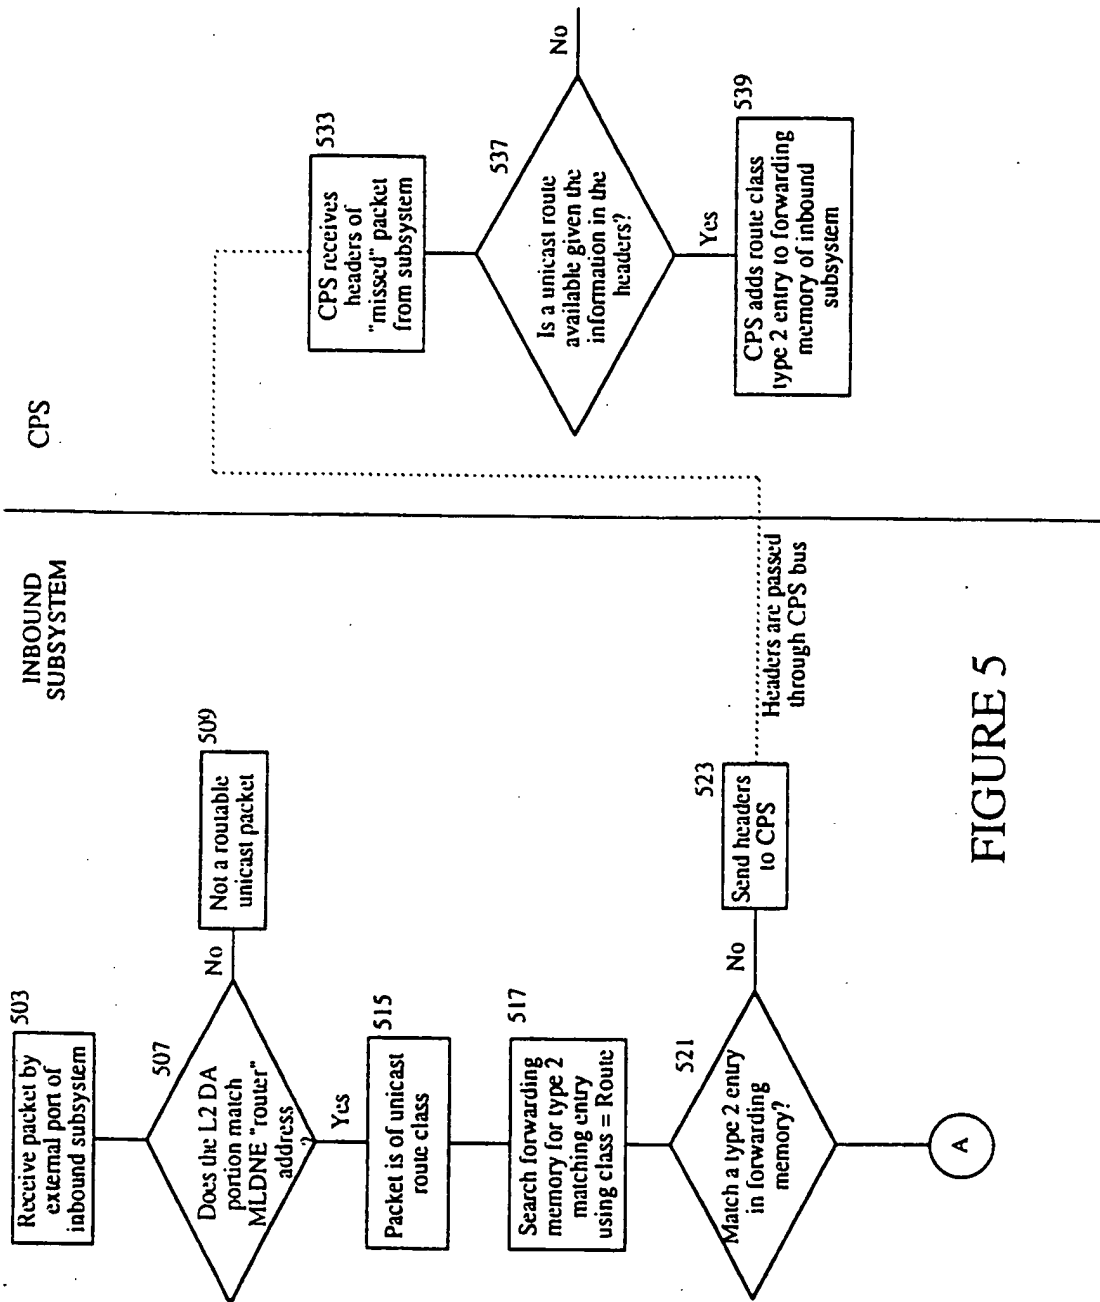 INBOUND
SUBSYSTEM
CPS
503
Receive packet by
external port of
inbound subsystem
507
Does the L2 DA
portion match
MLDNE "router"
address
?
No
509
Not a routable
unicast packet
Yes
515
Packet is of unicast
route class
517
Search forwarding
memory for type 2
matching entry
using class = Route
521
Match a type 2 entry
in forwarding
memory?
No
523
Send headers
to CPS
A
Headers are passed
through CPS bus
533
CPS receives
headers of
"missed" packet
from subsystem
537
Is a unicast route
available given the
information in the
headers?
No
Yes
539
CPS adds route class
type 2 entry to forwarding
memory of inbound
subsystem
FIGURE 5